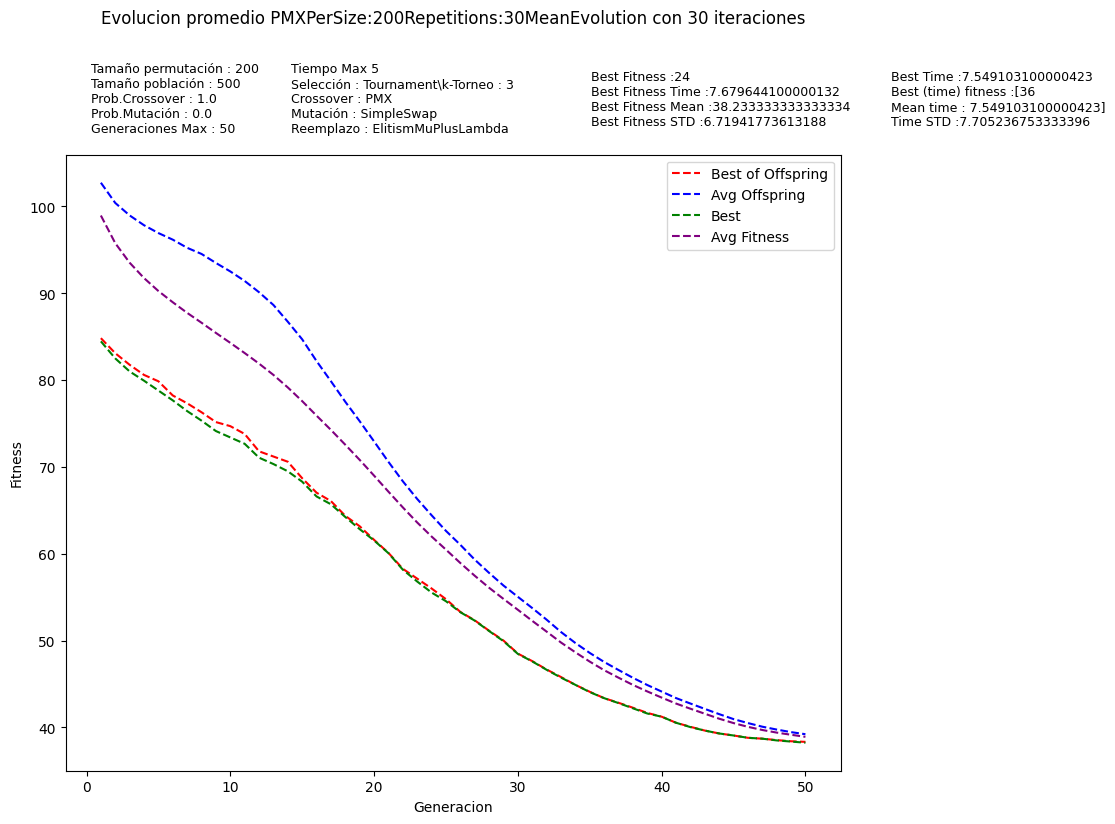 Evolucion promedio PMXPerSize:200Repetitions:30MeanEvolution con 30 iteraciones
Tamaño permutación : 200
Tamaño población : 500
Prob.Crossover : 1.0
Prob.Mutación : 0.0
Generaciones Max : 50
Tiempo Max 5
Selección : Tournament\k-Torneo : 3
Crossover : PMX
Mutación : SimpleSwap
Reemplazo : ElitismMuPlusLambda
Best Fitness :24
Best Fitness Time :7.679644100000132
Best Fitness Mean :38.233333333333334
Best Fitness STD :6.71941773613188
Best Time :7.549103100000423
Best (time) fitness :[36
Mean time : 7.549103100000423]
Time STD :7.705236753333396
Best of Offspring
Avg Offspring
Best
Avg Fitness
100
90
80
70
60
50
40
Fitness
0 10 20 30 40 50
Generacion